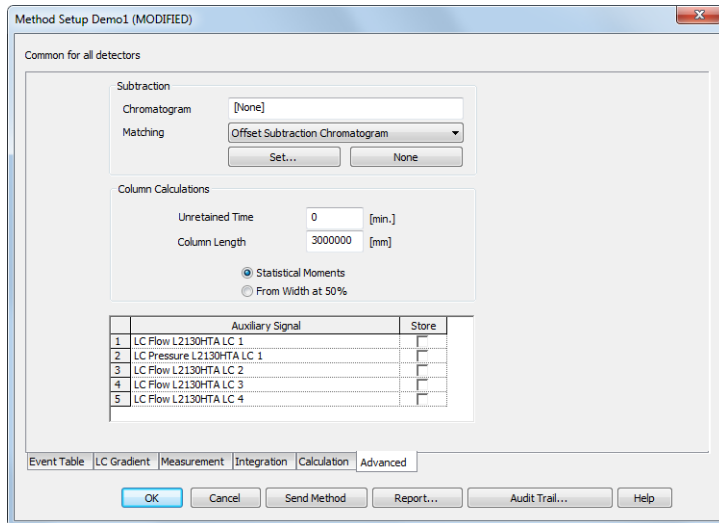 Method Setup Demo1 (MODIFIED)
Common for all detectors
Subtraction
Chromatogram [None]
Matching Offset Subtraction Chromatogram
Set... None
Column Calculations
Unretained Time 0 [min.]
Column Length 3000000 [mm]
Statistical Moments
From Width at 50%
Auxiliary Signal Store
1 LC Flow L2130HTA LC 1
2 LC Pressure L2130HTA LC 1
3 LC Flow L2130HTA LC 2
4 LC Flow L2130HTA LC 3
5 LC Flow L2130HTA LC 4
Event Table LC Gradient Measurement Integration Calculation Advanced
OK Cancel Send Method Report... Audit Trail... Help